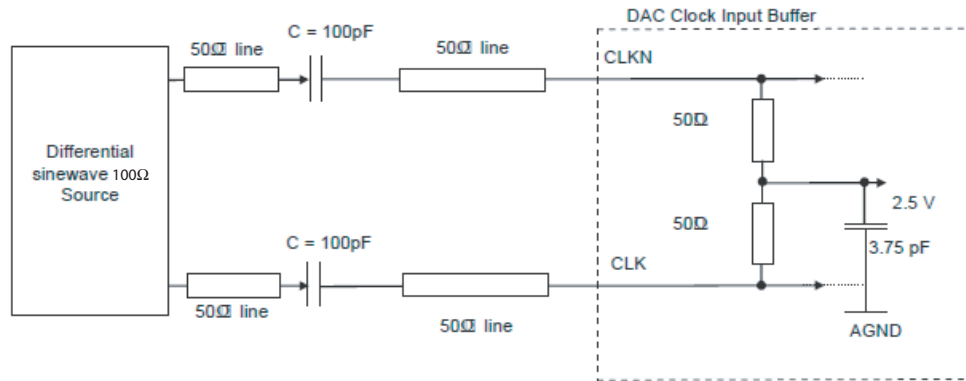 DAC Clock Input Buffer
C = 100pF
50Ω line
50Ω line
CLKN
50Ω
Differential
sinewave 100Ω
Source
2.5 V
50Ω
3.75 pF
C = 100pF
CLK
50Ω line
50Ω line
AGND